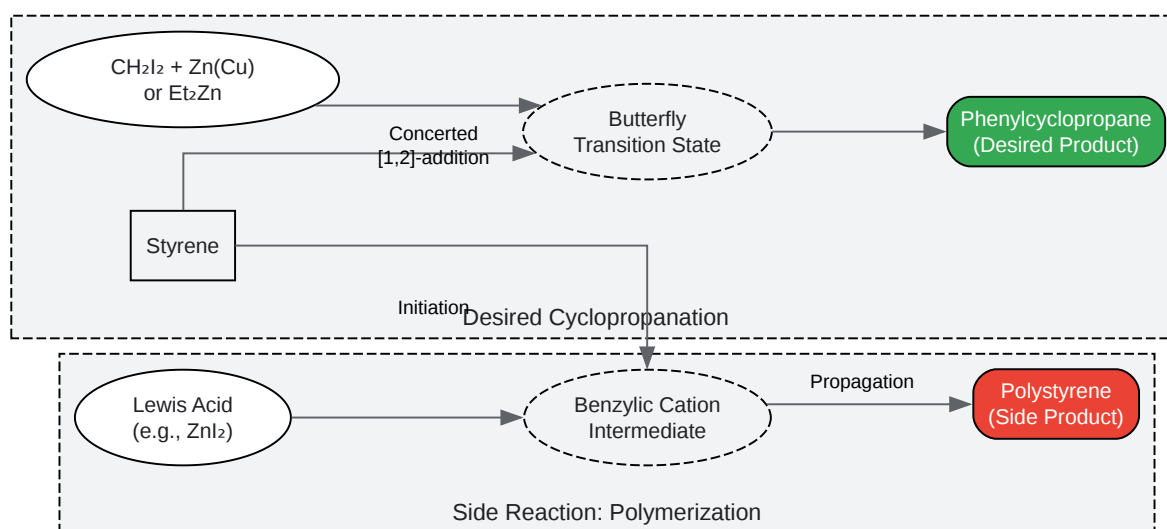 CH₂I₂ + Zn(Cu)
or Et₂Zn
Concerted
[1,2]-addition
Butterfly
Transition State
Phenylcyclopropane
(Desired Product)
Styrene
Initiation
Desired Cyclopropanation
Lewis Acid
(e.g., ZnI₂)
Benzylic Cation
Intermediate
Propagation
Polystyrene
(Side Product)
Side Reaction: Polymerization